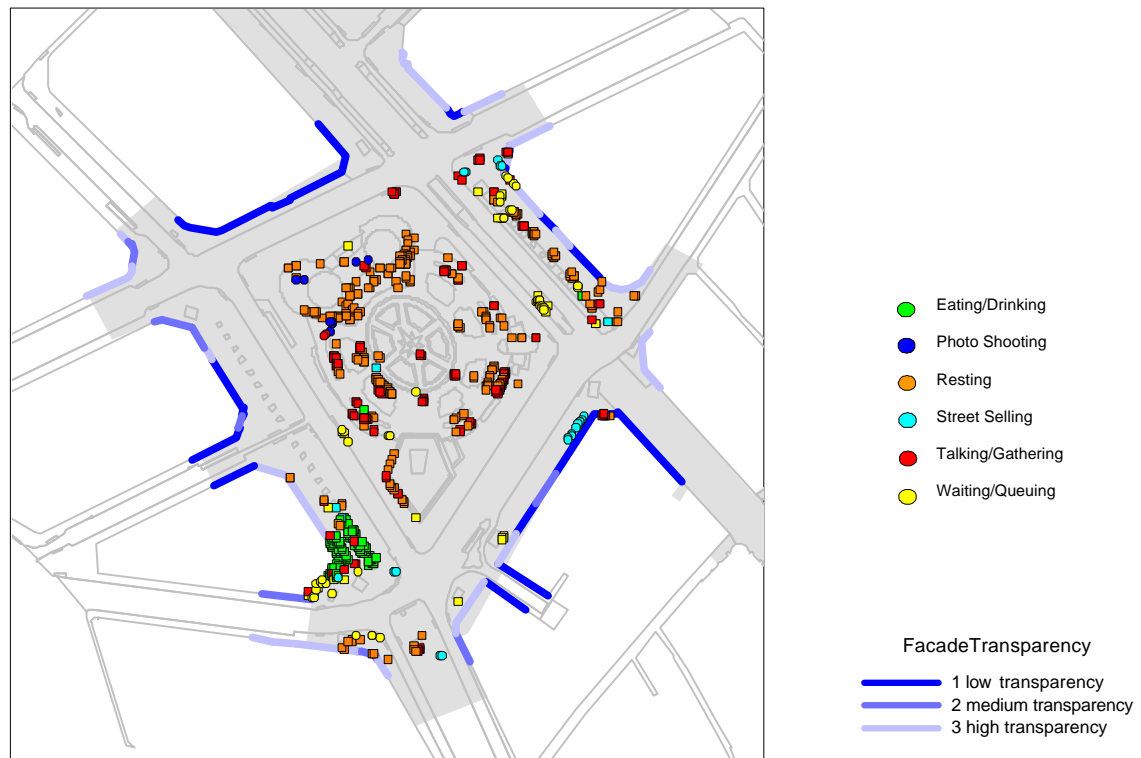 Eating/Drinking
Photo Shooting
Resting
Street Selling
Talking/Gathering
Waiting/Queuing
FacadeTransparency
1 low transparency
2 medium transparency
3 high transparency